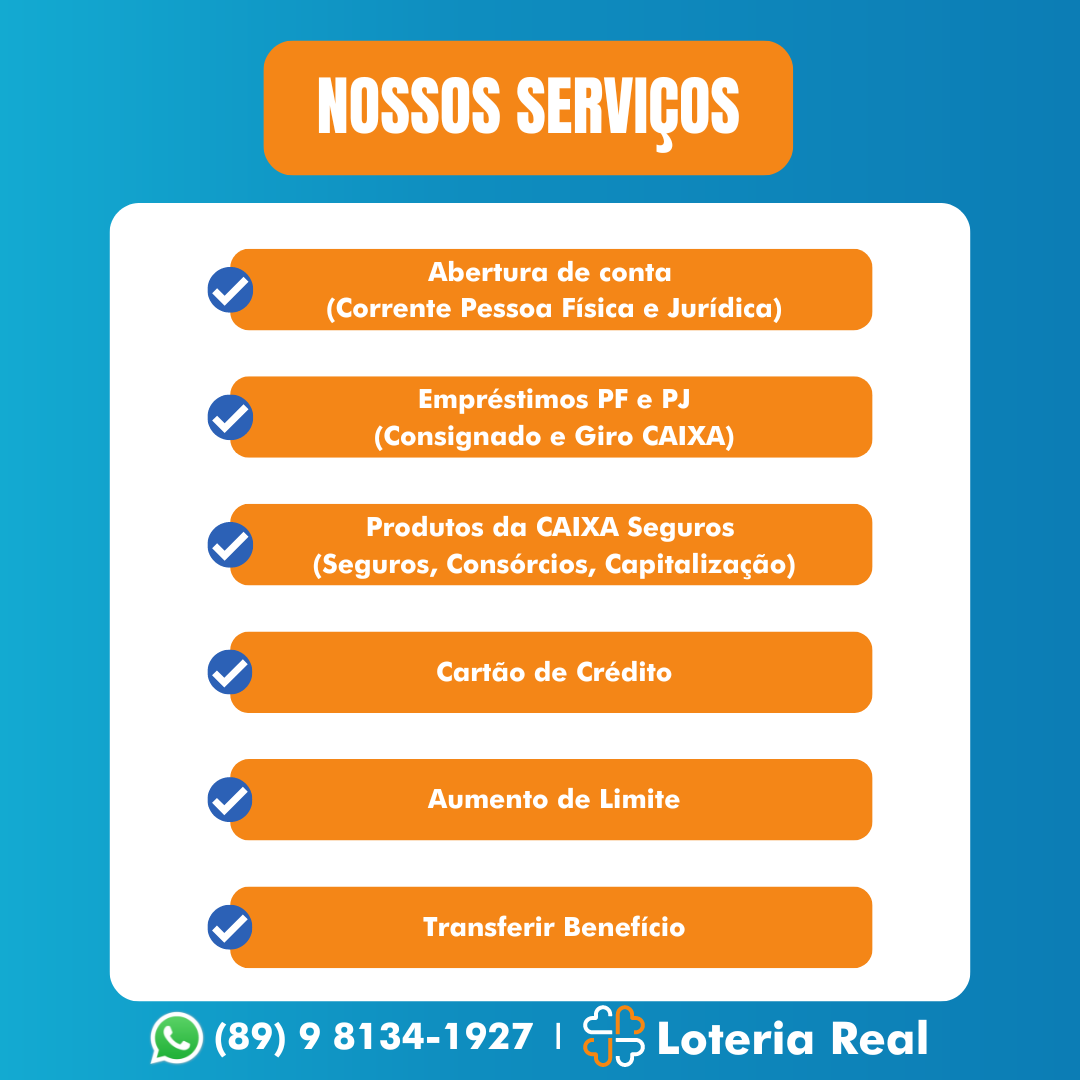 NOSSOS SERVIÇOS
Abertura de conta
(Corrente Pessoa Física e Jurídica)
Empréstimos PF e PJ
(Consignado e Giro CAIXA)
Produtos da CAIXA Seguros
(Seguros, Consórcios, Capitalização)
Cartão de Crédito
Aumento de Limite
Transferir Benefício
(89) 9 8134-1927 | Loteria Real